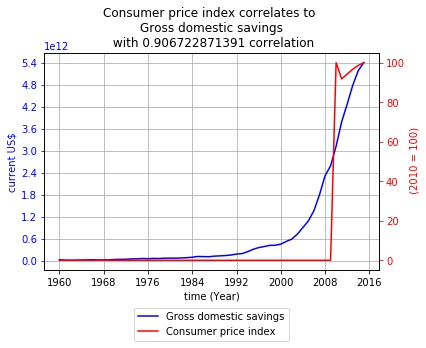 Consumer price index correlates to
Gross domestic savings
with 0.906722871391 correlation
1e12
5.4
4.8
4.2
3.6
3.0
2.4
1.8
1.2
0.6
0.0
current US$
100
80
60
40
20
0
(2010 = 100)
1960 1968 1976 1984 1992 2000 2008 2016
time (Year)
Gross domestic savings
Consumer price index